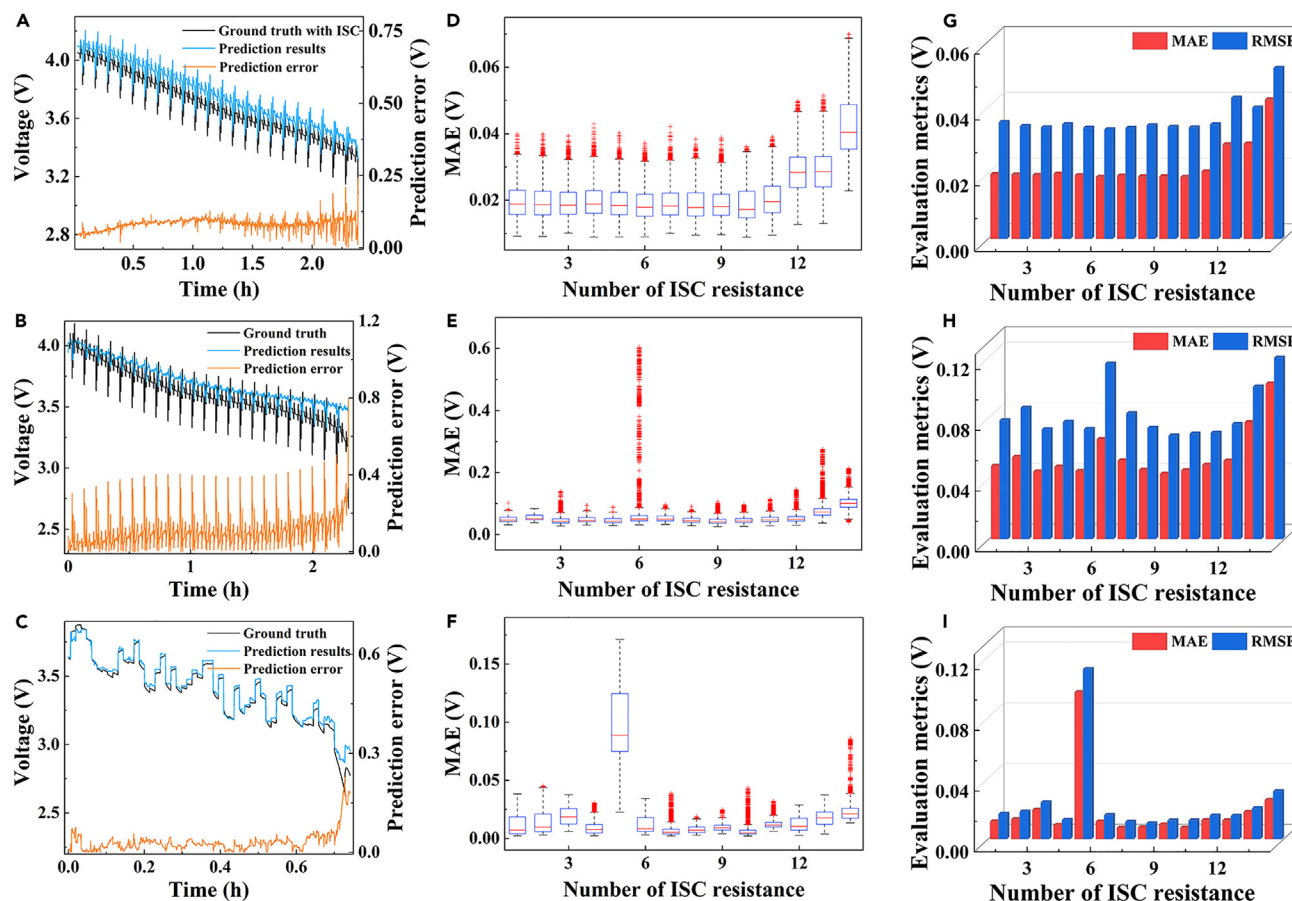 A
Ground truth with ISC
Prediction results
Prediction error
Voltage (V)
4.0
3.6
3.2
2.8
0.75
0.50
0.25
0.00
Prediction error (V)
0.5
1.0
1.5
2.0
Time (h)
D
MAE (V)
0.06
0.04
0.02
3
6
9
12
Number of ISC resistance
G
MAE
RMSE
Evaluation metrics (V)
0.06
0.04
0.02
0.00
3
6
9
12
Number of ISC resistance
B
Ground truth
Prediction results
Prediction error
Voltage (V)
4.0
3.5
3.0
2.5
1.2
0.8
0.4
0.0
Prediction error (V)
0
1
2
Time (h)
E
MAE (V)
0.6
0.4
0.2
0.0
3
6
9
12
Number of ISC resistance
H
MAE
RMSE
Evaluation metrics (V)
0.12
0.08
0.04
0.00
3
6
9
12
Number of ISC resistance
C
Ground truth
Prediction results
Prediction error
Voltage (V)
3.5
3.0
2.5
0.6
0.3
0.0
Prediction error (V)
0.0
0.2
0.4
0.6
Time (h)
F
MAE (V)
0.15
0.10
0.05
0.00
3
6
9
12
Number of ISC resistance
I
MAE
RMSE
Evaluation metrics (V)
0.12
0.08
0.04
0.00
3
6
9
12
Number of ISC resistance